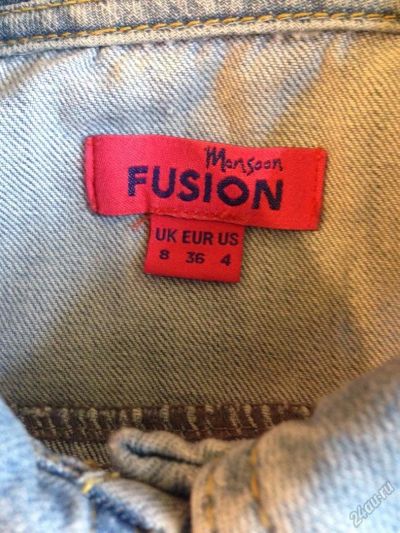 Monsoon
FUSION
UK EUR US
8 36 4
24au.ru